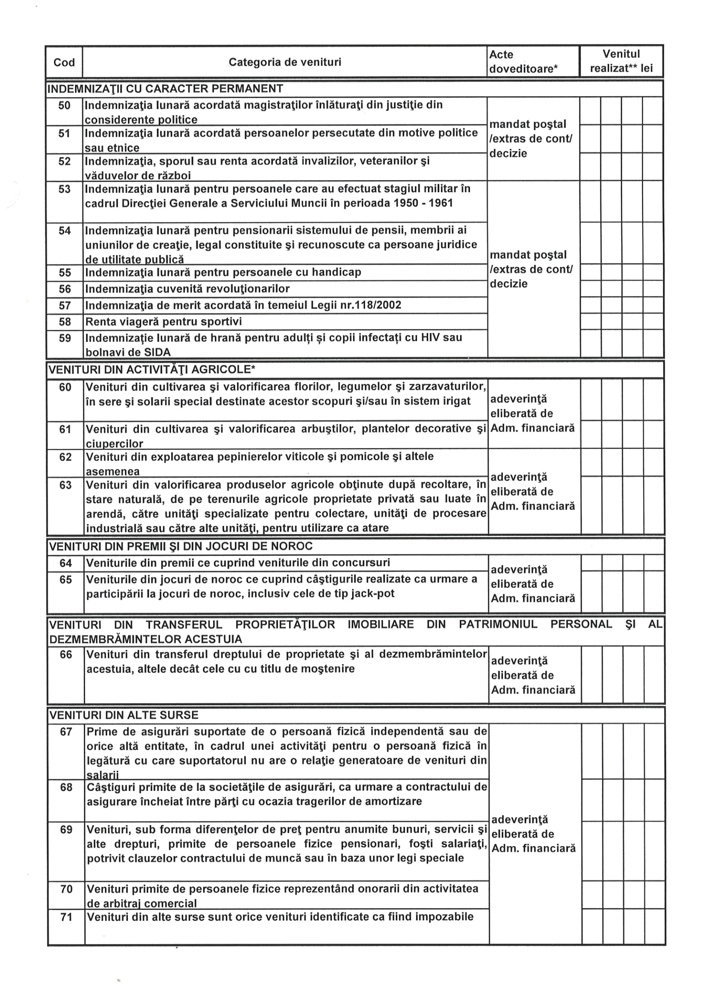 Cod
Categoria de venituri
Acte
doveditoare*
Venitul
realizat** lei
INDEMNIZAŢII CU CARACTER PERMANENT
50
Indemnizaţia lunară acordată magistraţilor înlăturaţi din justiţie din
considerente politice
mandat poştal
/extras de cont/
decizie
51
Indemnizaţia lunară acordată persoanelor persecutate din motive politice
sau etnice
52
Indemnizaţia, sporul sau renta acordată invalizilor, veteranilor şi
văduvelor de război
53
Indemnizaţia lunară pentru persoanele care au efectuat stagiul militar în
cadrul Direcţiei Generale a Serviciului Muncii în perioada 1950 - 1961
mandat poştal
/extras de cont/
decizie
54
Indemnizaţia lunară pentru pensionarii sistemului de pensii, membrii ai
uniunilor de creaţie, legal constituite şi recunoscute ca persoane juridice
de utilitate publică
55
Indemnizaţia lunară pentru persoanele cu handicap
56
Indemnizaţia cuvenită revoluţionarilor
57
Indemnizaţia de merit acordată în temeiul Legii nr.118/2002
58
Renta viageră pentru sportivi
59
Indemnizație lunară de hrană pentru adulți și copii infectați cu HIV sau
bolnavi de SIDA
VENITURI DIN ACTIVITĂŢI AGRICOLE*
60
Venituri din cultivarea şi valorificarea florilor, legumelor şi zarzavaturilor,
în sere şi solarii special destinate acestor scopuri şi/sau în sistem irigat
adeverinţă
eliberată de
Adm. financiară
61
Venituri din cultivarea şi valorificarea arbuştilor, plantelor decorative şi
ciupercilor
62
Venituri din exploatarea pepinierelor viticole şi pomicole şi altele
asemenea
adeverinţă
eliberată de
Adm. financiară
63
Venituri din valorificarea produselor agricole obţinute după recoltare, în
stare naturală, de pe terenurile agricole proprietate privată sau luate în
arendă, către unităţi specializate pentru colectare, unităţi de procesare
industrială sau către alte unităţi, pentru utilizare ca atare
VENITURI DIN PREMII ŞI DIN JOCURI DE NOROC
64
Veniturile din premii ce cuprind veniturile din concursuri
adeverinţă
eliberată de
Adm. financiară
65
Veniturile din jocuri de noroc ce cuprind câştigurile realizate ca urmare a
participării la jocuri de noroc, inclusiv cele de tip jack-pot
VENITURI DIN TRANSFERUL PROPRIETĂŢILOR IMOBILIARE DIN PATRIMONIUL PERSONAL ŞI AL
DEZMEMBRĂMINTELOR ACESTUIA
66
Venituri din transferul dreptului de proprietate şi al dezmembrămintelor
acestuia, altele decât cele cu cu titlu de moştenire
adeverinţă
eliberată de
Adm. financiară
VENITURI DIN ALTE SURSE
67
Prime de asigurări suportate de o persoană fizică independentă sau de
orice altă entitate, în cadrul unei activităţi pentru o persoană fizică în
legătură cu care suportatorul nu are o relaţie generatoare de venituri din
salarii
adeverinţă
eliberată de
Adm. financiară
68
Câştiguri primite de la societăţile de asigurări, ca urmare a contractului de
asigurare încheiat între părţi cu ocazia tragerilor de amortizare
69
Venituri, sub forma diferenţelor de preţ pentru anumite bunuri, servicii şi
alte drepturi, primite de persoanele fizice pensionari, foşti salariaţi,
potrivit clauzelor contractului de muncă sau în baza unor legi speciale
70
Venituri primite de persoanele fizice reprezentând onorarii din activitatea
de arbitraj comercial
71
Venituri din alte surse sunt orice venituri identificate ca fiind impozabile